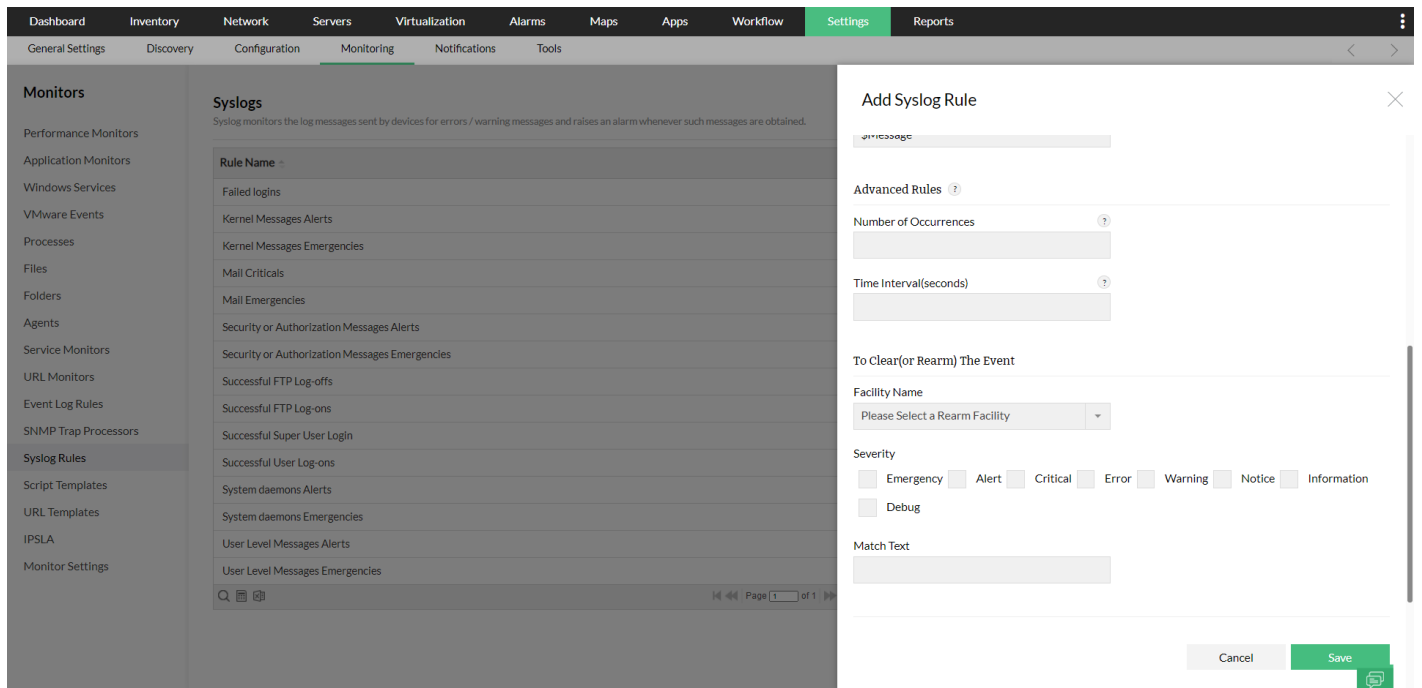 Dashboard Inventory Network Servers Virtualization Alarms Maps Apps Workflow Settings Reports
General Settings Discovery Configuration Monitoring Notifications Tools
Monitors
Performance Monitors
Application Monitors
Windows Services
VMware Events
Processes
Files
Folders
Agents
Service Monitors
URL Monitors
Event Log Rules
SNMP Trap Processors
Syslog Rules
Script Templates
URL Templates
IPSLA
Monitor Settings
Syslogs
Syslog monitors the log messages sent by devices for errors / warning messages and raises an alarm whenever such messages are obtained.
Rule Name
Failed logins
Kernel Messages Alerts
Kernel Messages Emergencies
Mail Criticals
Mail Emergencies
Security or Authorization Messages Alerts
Security or Authorization Messages Emergencies
Successful FTP Log-offs
Successful FTP Log-ons
Successful Super User Login
Successful User Log-ons
System daemons Alerts
System daemons Emergencies
User Level Messages Alerts
User Level Messages Emergencies
Page 1 of 1
Add Syslog Rule
$Message
Advanced Rules ?
Number of Occurrences ?
Time Interval(seconds) ?
To Clear(or Rearm) The Event
Facility Name
Please Select a Rearm Facility
Severity
Emergency Alert Critical Error Warning Notice Information
Debug
Match Text
Cancel Save